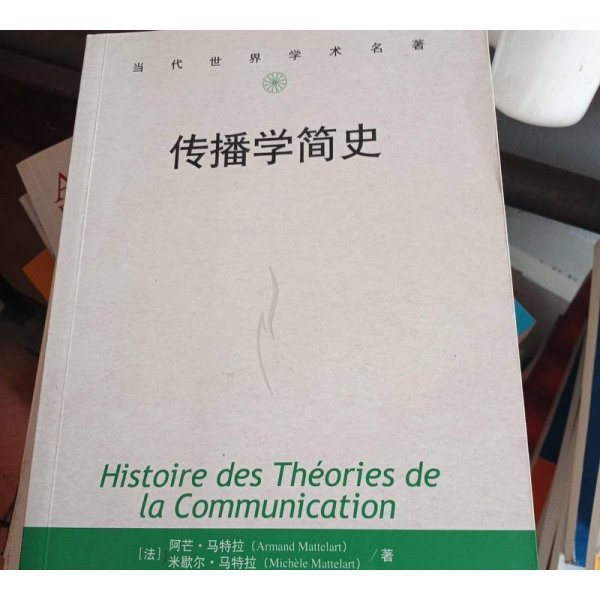 当代世界学术名著
传播学简史
Histoire des Théories de
la Communication
[法] 阿芒·马特拉 (Armand Mattelart)
米歇尔·马特拉 (Michèle Mattelart) / 著